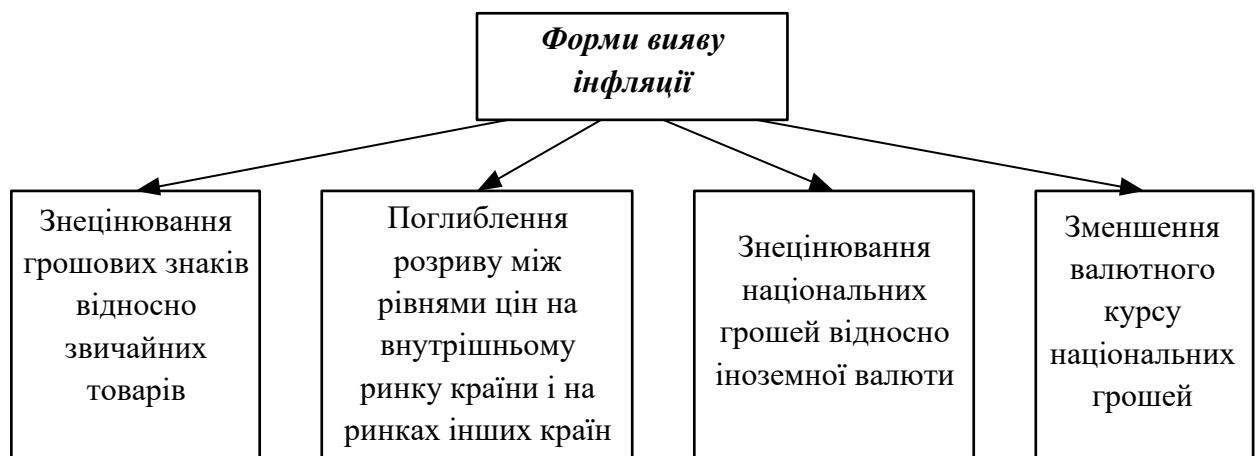 Форми вияву
інфляції
Знецінювання
грошових знаків
відносно
звичайних
товарів
Поглиблення
розриву між
рівнями цін на
внутрішньому
ринку країни і на
ринках інших країн
Знецінювання
національних
грошей відносно
іноземної валюти
Зменшення
валютного
курсу
національних
грошей